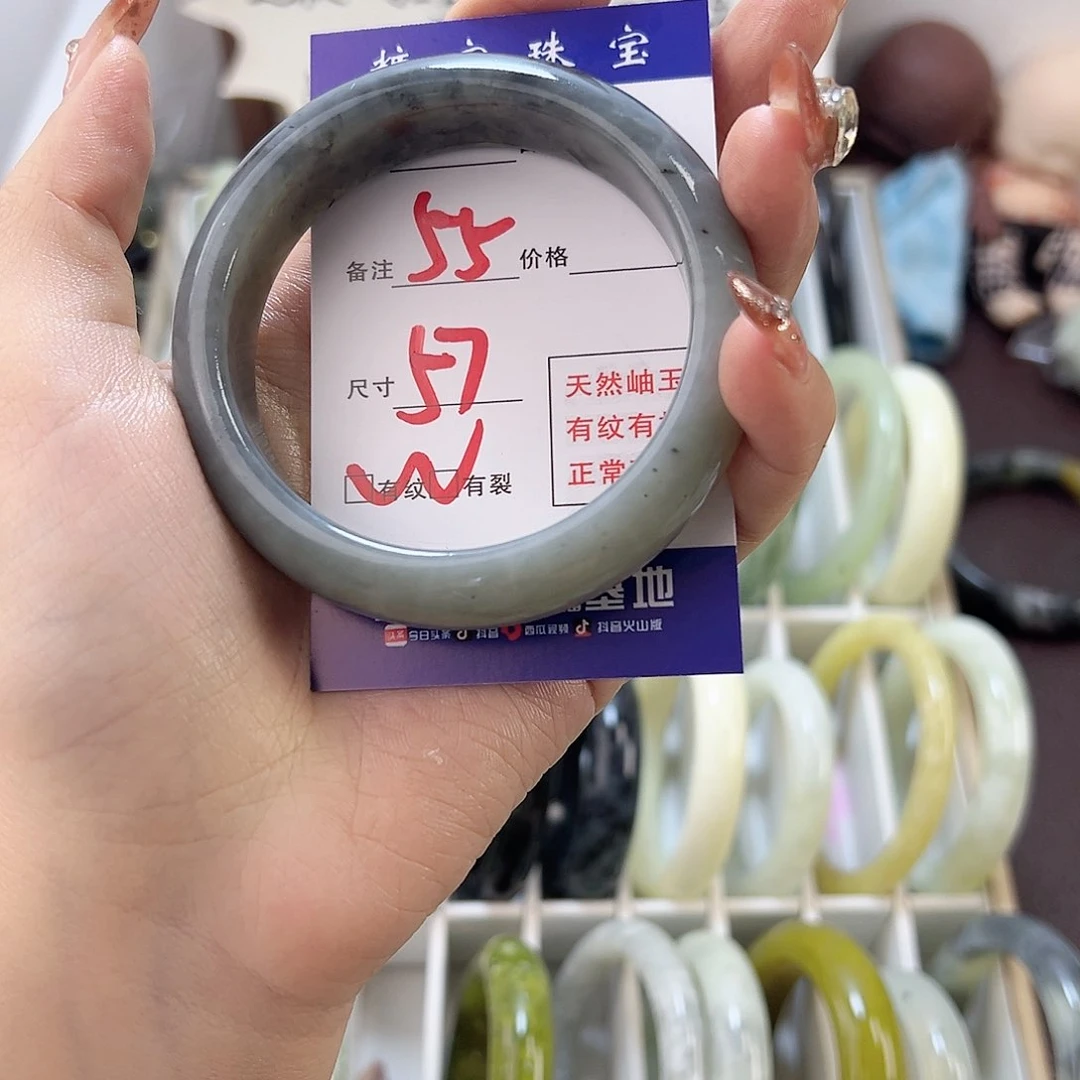 珠宝
备注 55 价格
尺寸 57
天然岫玉
有纹有
正常
W
有纹 有裂
基地
今日头条 抖音 西瓜视频 抖音火山版